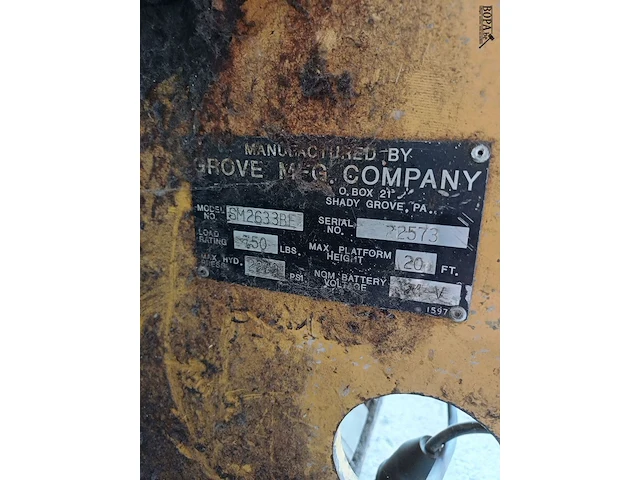 BOPA
MANUFACTURED BY
GROVE MFG. COMPANY
O. BOX 21
SHADY GROVE, PA.
MODEL NO. SM2633BE SERIAL NO. 22573
LOAD RATING 750 LBS. MAX. PLATFORM HEIGHT 20 FT.
MAX. HYD. PSI NOM. BATTERY VOLTAGE V
1597